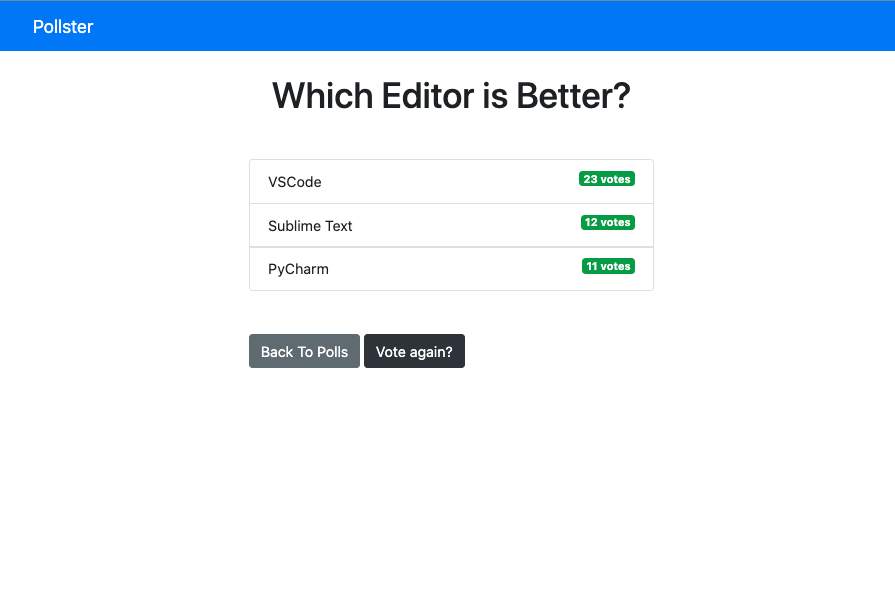 Pollster
Which Editor is Better?
VSCode 23 votes
Sublime Text 12 votes
PyCharm 11 votes
Back To Polls Vote again?